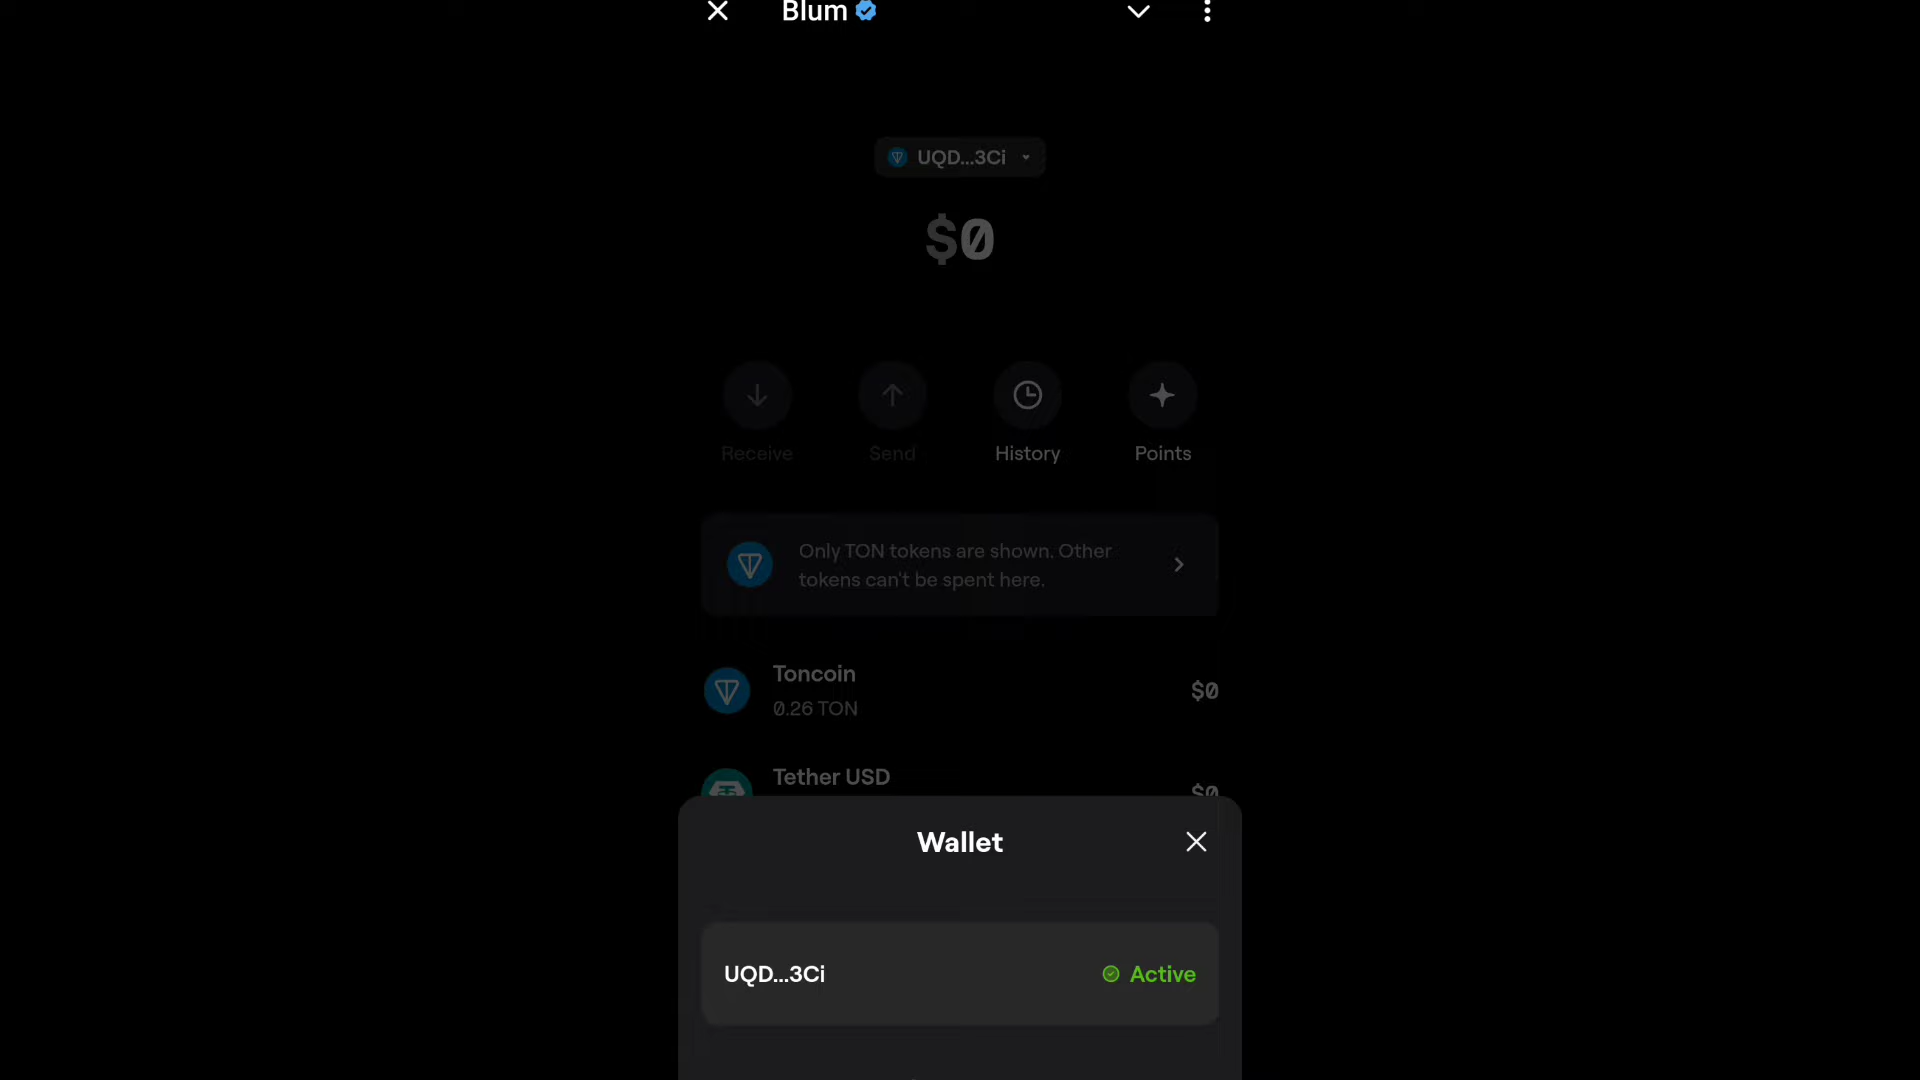 Blum
UQD...3Ci
$0
Receive
Send
History
Points
Only TON tokens are shown. Other
tokens can't be spent here.
Toncoin
0.26 TON
$0
Tether USD
$0
Wallet
UQD...3Ci
Active